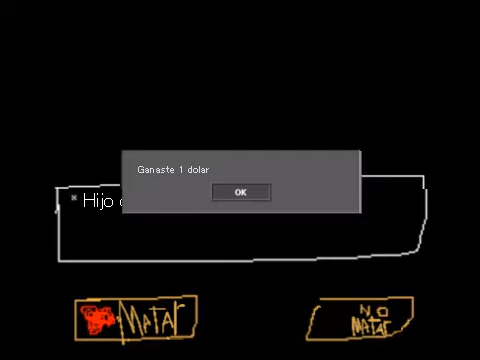 Ganaste 1 dolar
OK
* Hijo
MATAR
NO
MATAR